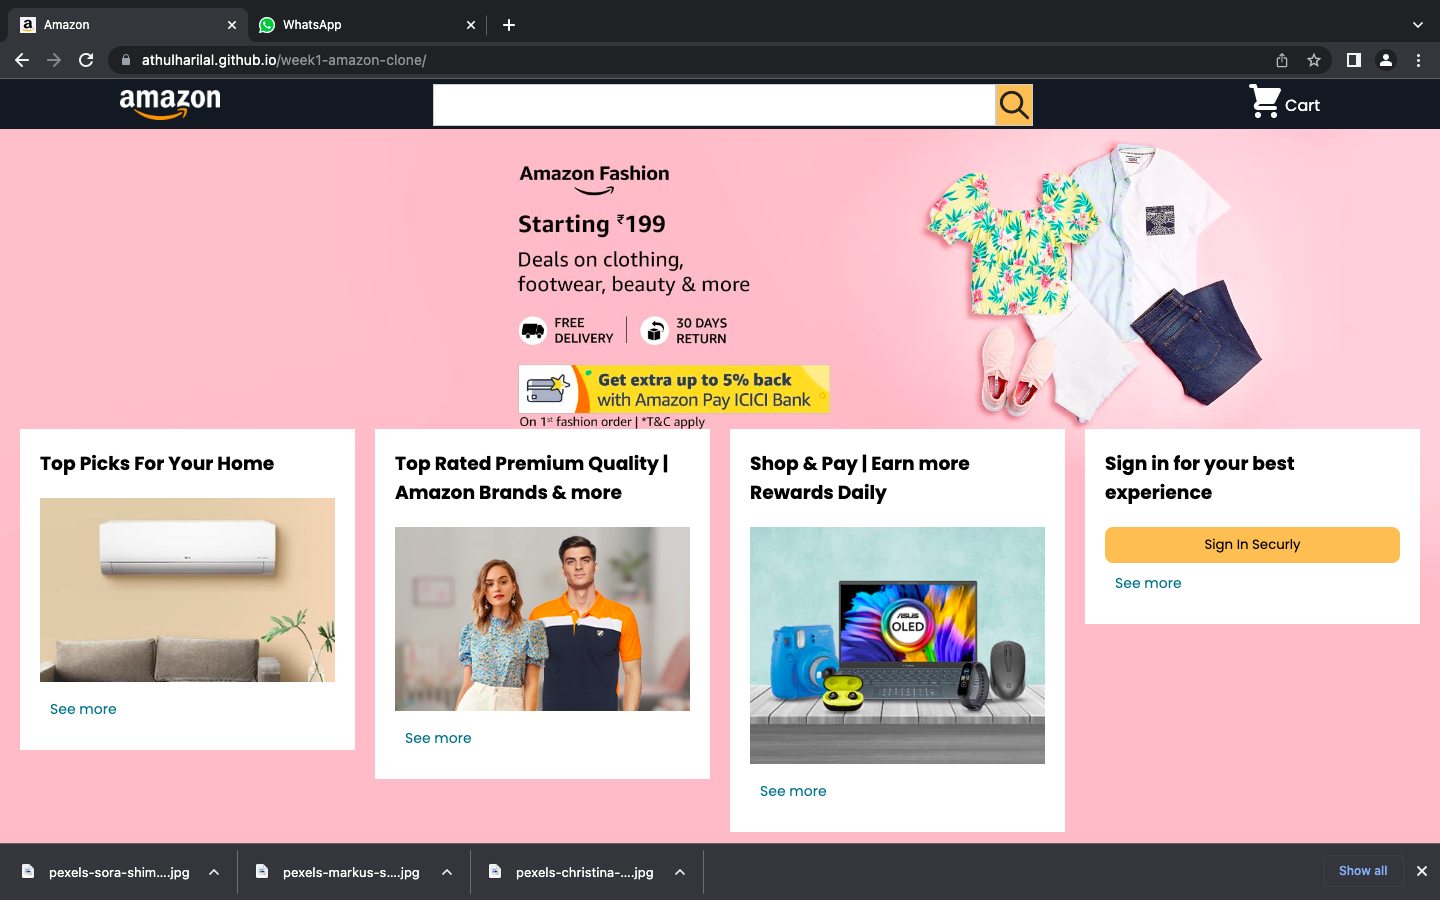 Amazon
WhatsApp
athulharilal.github.io/week1-amazon-clone/
amazon
Cart
Amazon Fashion
Starting ₹199
Deals on clothing,
footwear, beauty & more
FREE
DELIVERY
30 DAYS
RETURN
Get extra up to 5% back
with Amazon Pay ICICI Bank
On 1st fashion order | *T&C apply
Top Picks For Your Home
LG
See more
Top Rated Premium Quality |
Amazon Brands & more
See more
Shop & Pay | Earn more
Rewards Daily
ASUS
OLED
See more
Sign in for your best
experience
Sign In Securly
See more
pexels-sora-shim....jpg
pexels-markus-s....jpg
pexels-christina-....jpg
Show all